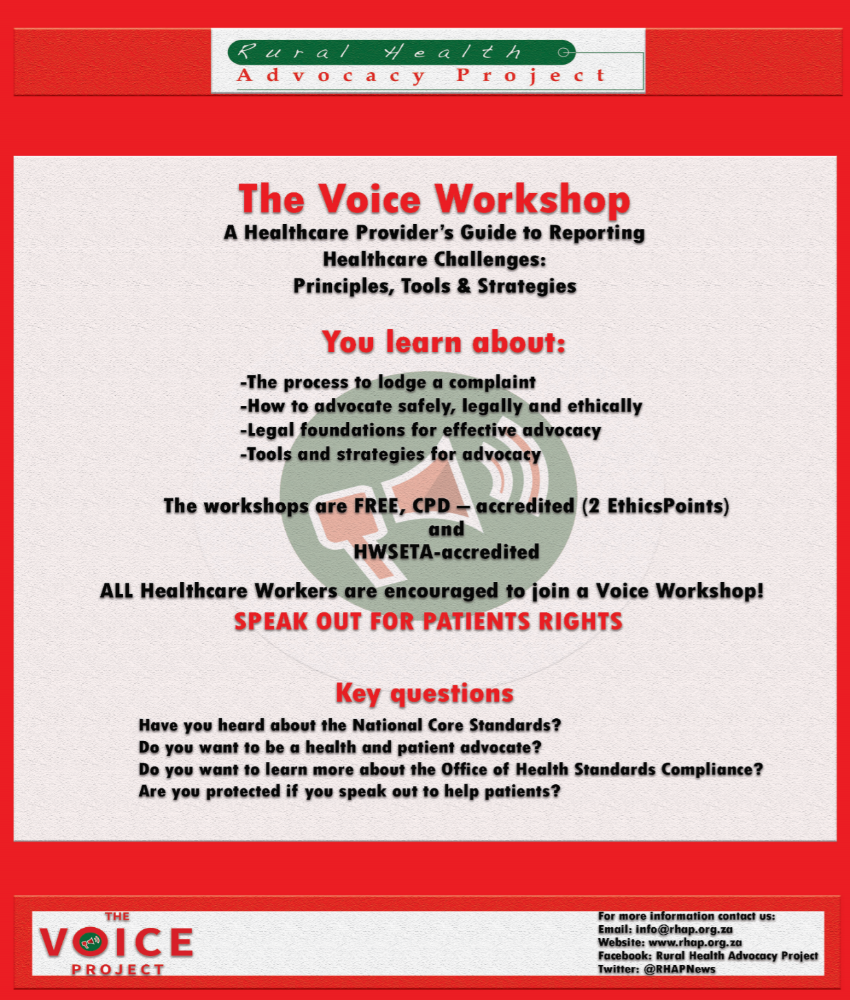 Rural Health
Advocacy Project
The Voice Workshop
A Healthcare Provider's Guide to Reporting
Healthcare Challenges:
Principles, Tools & Strategies
You learn about:
-The process to lodge a complaint
-How to advocate safely, legally and ethically
-Legal foundations for effective advocacy
-Tools and strategies for advocacy
The workshops are FREE, CPD – accredited (2 EthicsPoints)
and
HWSETA-accredited
ALL Healthcare Workers are encouraged to join a Voice Workshop!
SPEAK OUT FOR PATIENTS RIGHTS
Key questions
Have you heard about the National Core Standards?
Do you want to be a health and patient advocate?
Do you want to learn more about the Office of Health Standards Compliance?
Are you protected if you speak out to help patients?
THE
VOICE
PROJECT
For more information contact us:
Email: info@rhap.org.za
Website: www.rhap.org.za
Facebook: Rural Health Advocacy Project
Twitter: @RHAPNews